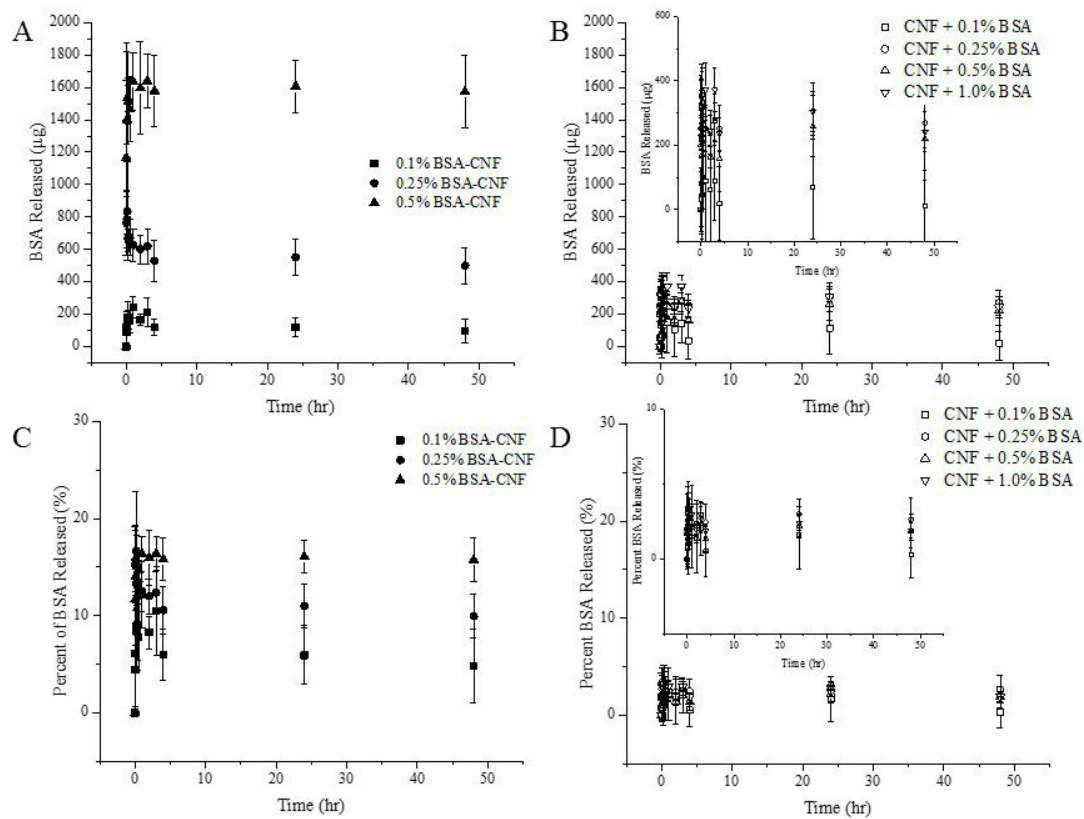 A
2000
1800
1600
1400
1200
1000
800
600
400
200
0
BSA Released (μg)
0.1% BSA-CNF
0.25% BSA-CNF
0.5% BSA-CNF
0 10 20 30 40 50
Time (hr)
B
2000
1800
1600
1400
1200
1000
800
600
400
200
0
BSA Released (μg)
600
400
200
0
BSA Released (μg)
0 10 20 30 40 50
Time (hr)
CNF + 0.1% BSA
CNF + 0.25% BSA
CNF + 0.5% BSA
CNF + 1.0% BSA
0 10 20 30 40 50
Time (hr)
C
30
20
10
0
Percent of BSA Released (%)
0.1% BSA-CNF
0.25% BSA-CNF
0.5% BSA-CNF
0 10 20 30 40 50
Time (hr)
D
30
20
10
0
Percent BSA Released (%)
10
0
Percent BSA Released (%)
0 10 20 30 40 50
Time (hr)
CNF + 0.1% BSA
CNF + 0.25% BSA
CNF + 0.5% BSA
CNF + 1.0% BSA
0 10 20 30 40 50
Time (hr)